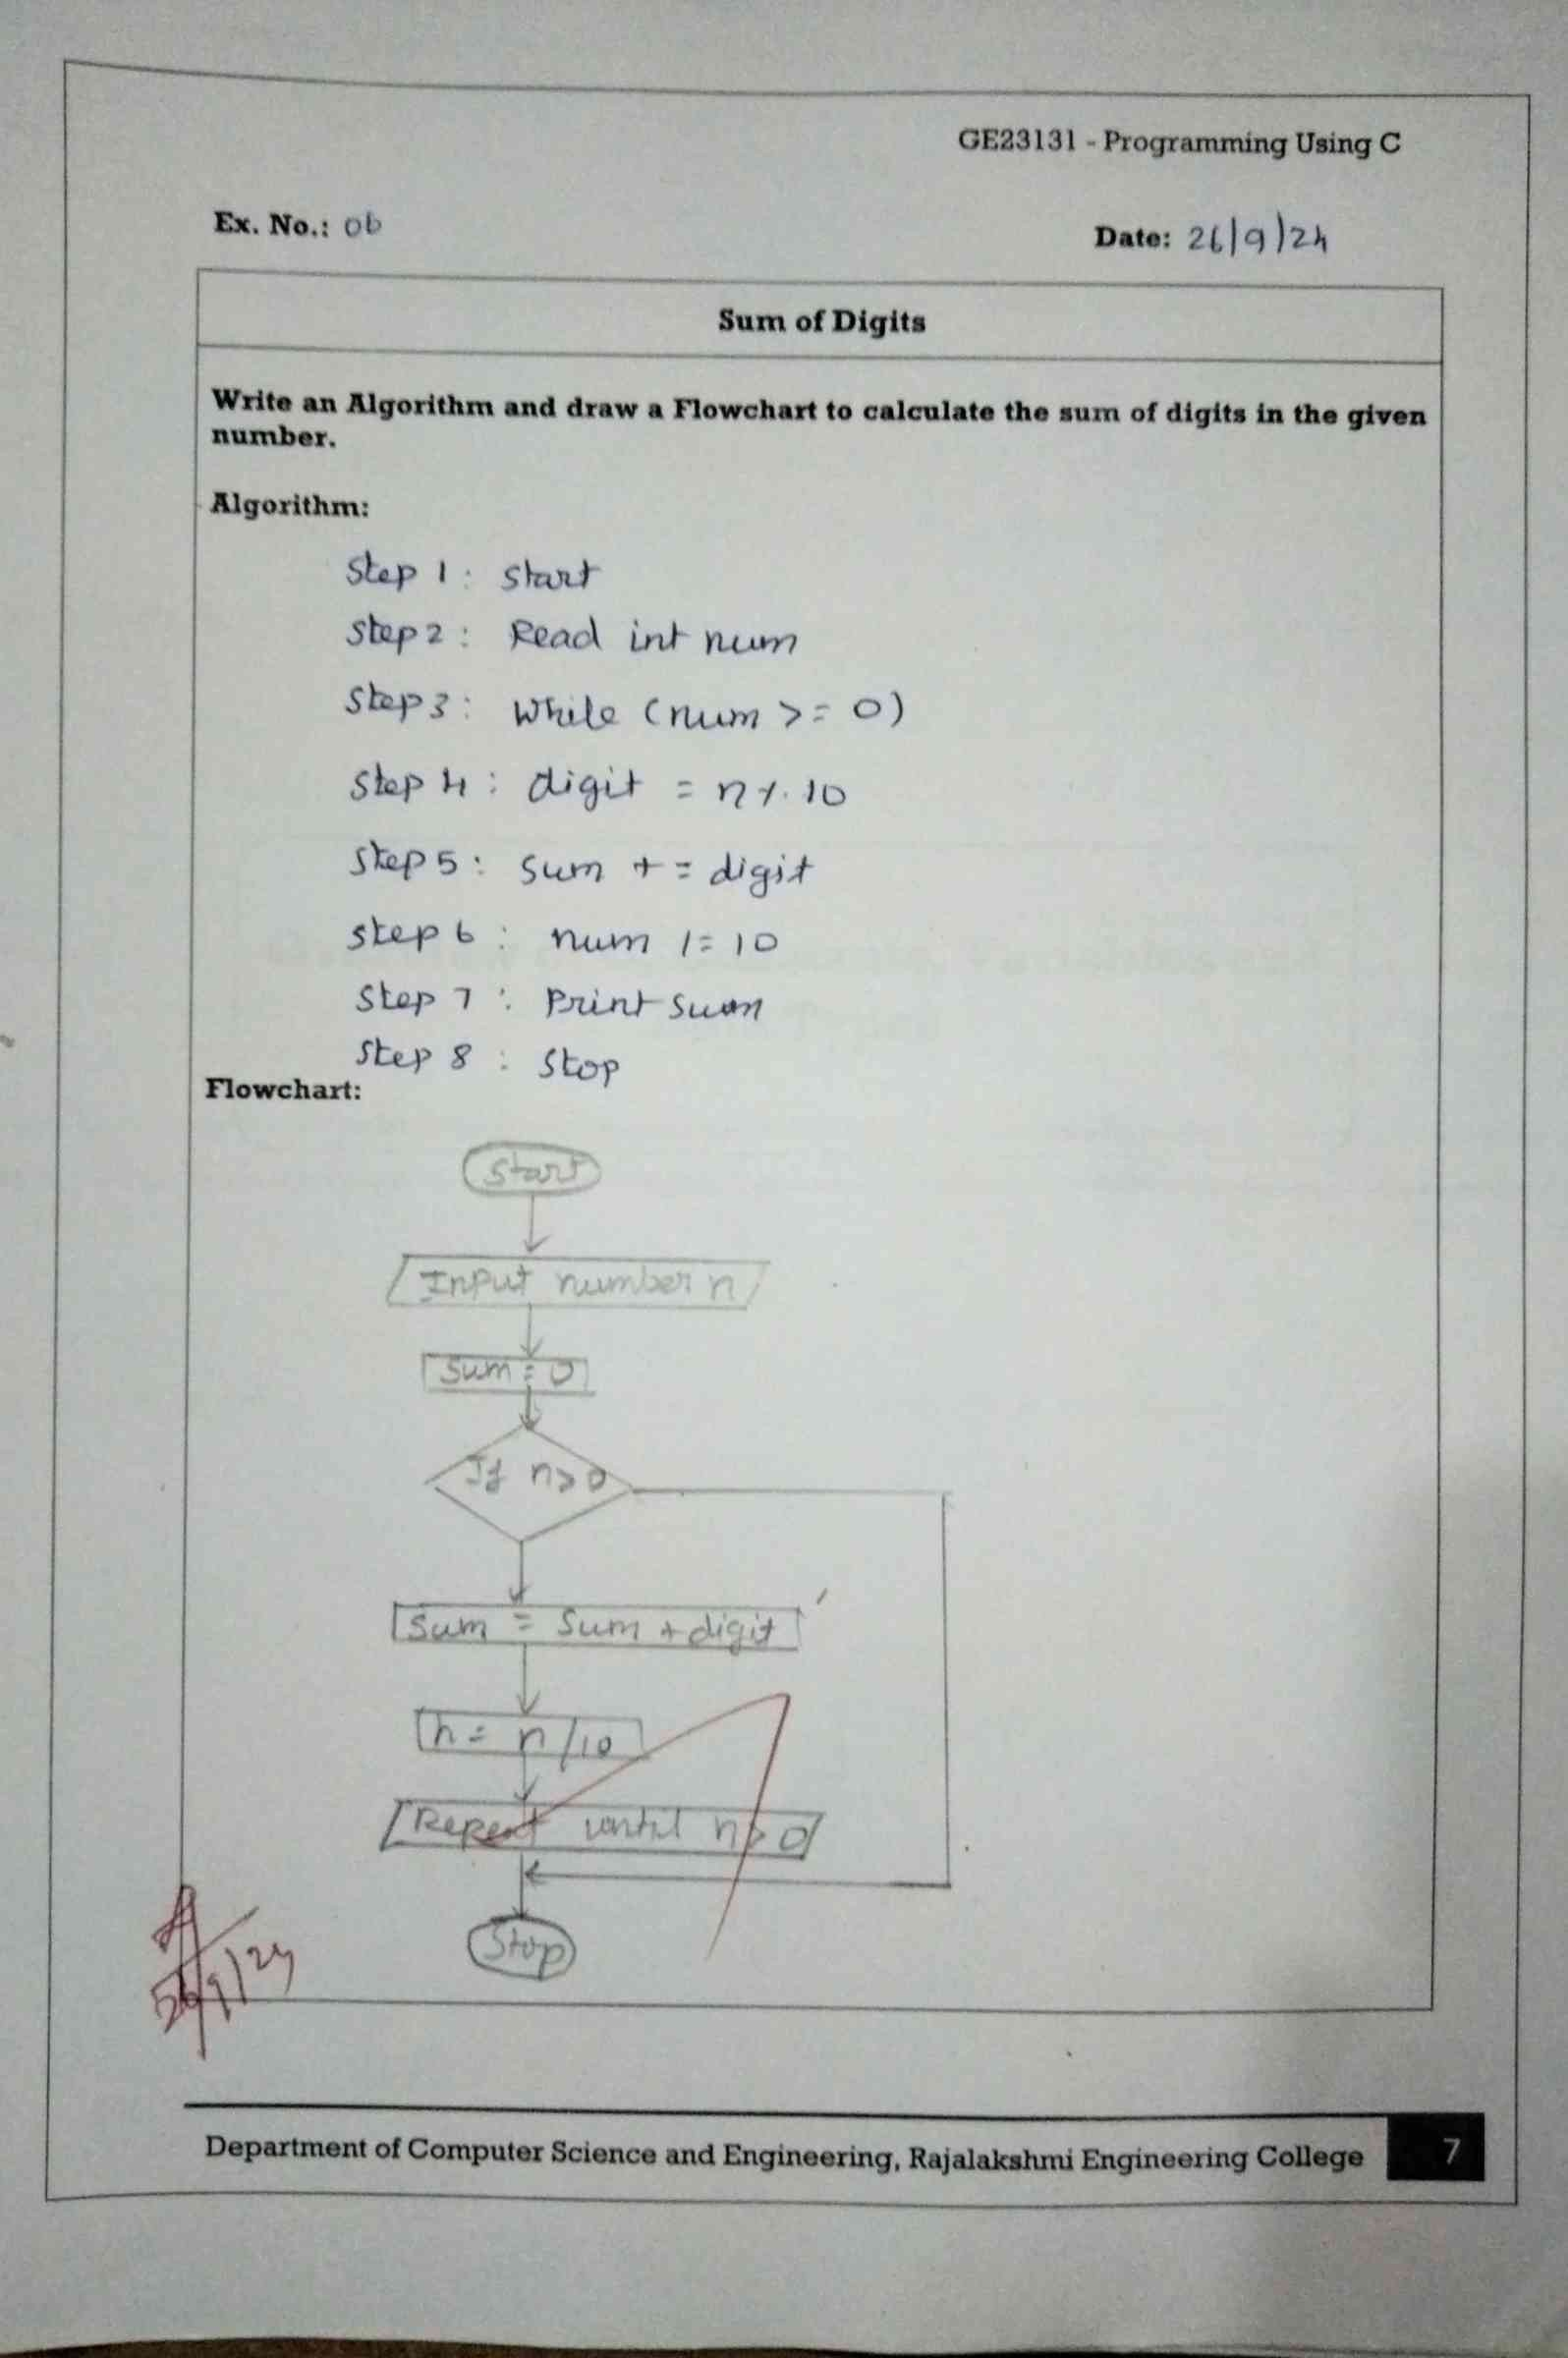 GE23131 - Programming Using C
Ex. No.: 06
Date: 26/9/24
Sum of Digits
Write an Algorithm and draw a Flowchart to calculate the sum of digits in the given
number.
Algorithm:
Step 1: Start
Step 2: Read int num
Step 3: While (num >= 0)
Step 4: digit = n % 10
Step 5: Sum += digit
Step 6: num /= 10
Step 7: Print Sum
Step 8: Stop
Flowchart:
Start
Input number n
Sum = 0
If n>0
Sum = Sum + digit
n = n/10
Repeat until n>0
Stop
Department of Computer Science and Engineering, Rajalakshmi Engineering College 7